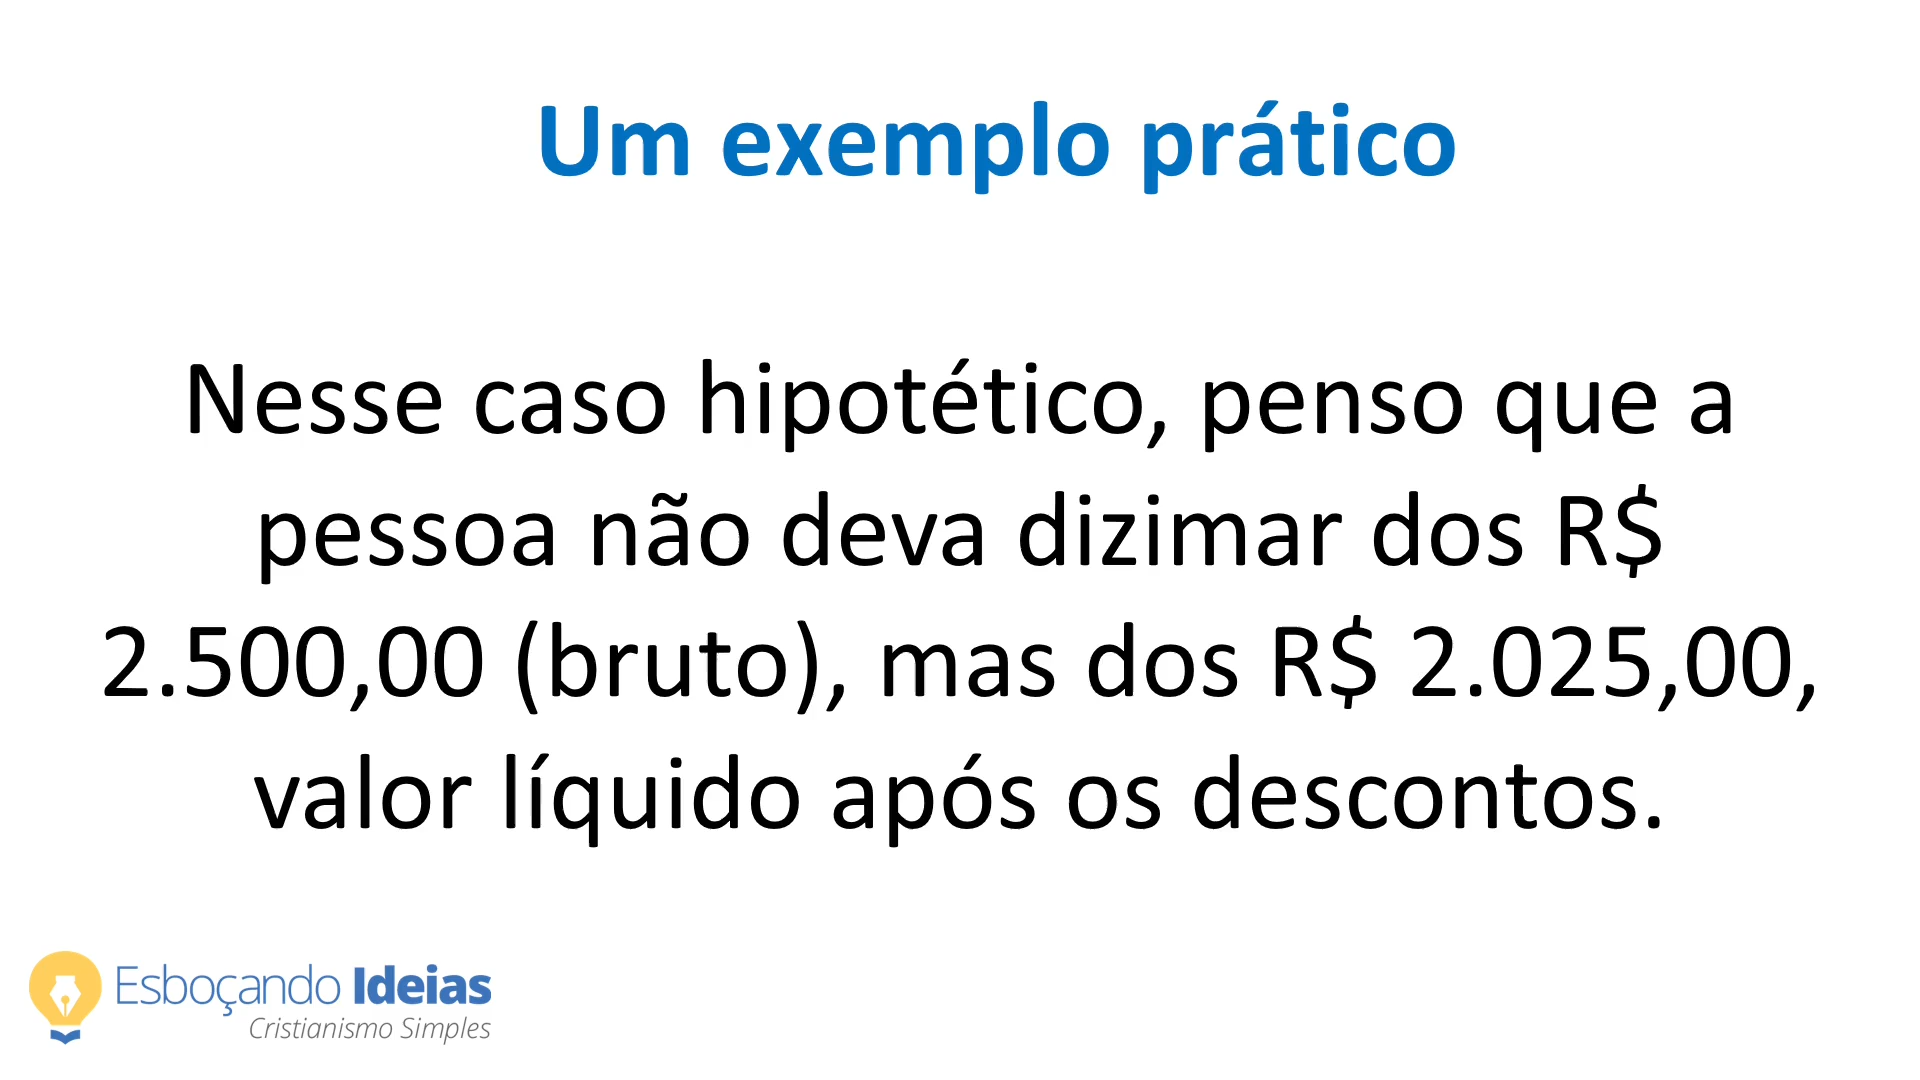 Um exemplo prático
Nesse caso hipotético, penso que a
pessoa não deva dizimar dos R$
2.500,00 (bruto), mas dos R$ 2.025,00,
valor líquido após os descontos.
Esboçando Ideias
Cristianismo Simples